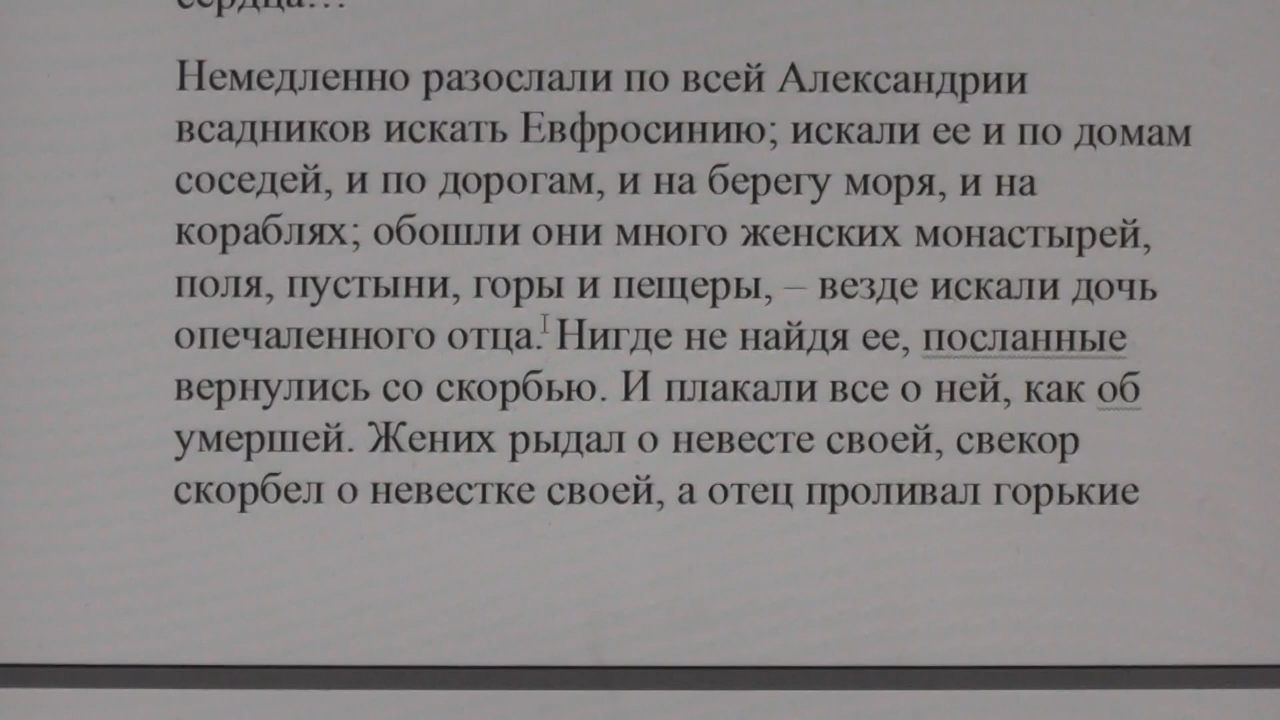 сердца...
Немедленно разослали по всей Александрии
всадников искать Евфросинию; искали ее и по домам
соседей, и по дорогам, и на берегу моря, и на
кораблях; обошли они много женских монастырей,
поля, пустыни, горы и пещеры, – везде искали дочь
опечаленного отца. Нигде не найдя ее, посланные
вернулись со скорбью. И плакали все о ней, как об
умершей. Жених рыдал о невесте своей, свекор
скорбел о невестке своей, а отец проливал горькие